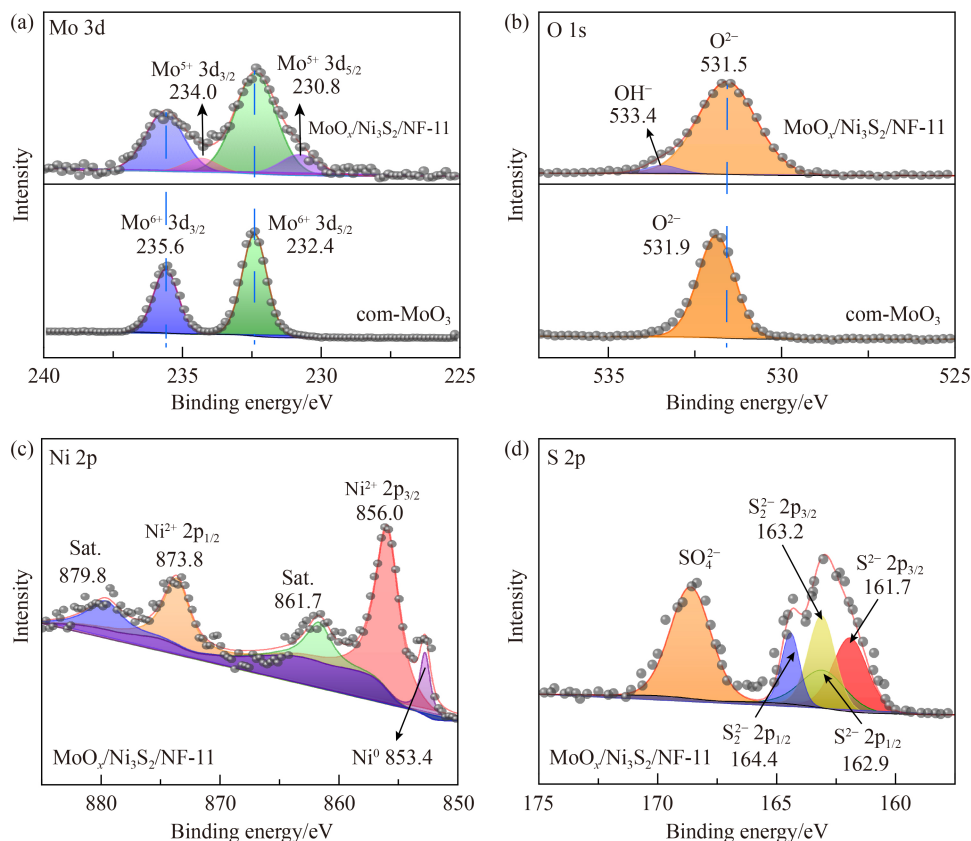 (a)
Mo 3d
Mo⁵⁺ 3d₃/₂
234.0
Mo⁵⁺ 3d₅/₂
230.8
MoOₓ/Ni₃S₂/NF-11
Mo⁶⁺ 3d₃/₂
235.6
Mo⁶⁺ 3d₅/₂
232.4
com-MoO₃
Intensity
240 235 230 225
Binding energy/eV
(b)
O 1s
O²⁻
531.5
OH⁻
533.4
MoOₓ/Ni₃S₂/NF-11
O²⁻
531.9
com-MoO₃
Intensity
535 530 525
Binding energy/eV
(c)
Ni 2p
Ni²⁺ 2p₃/₂
856.0
Ni²⁺ 2p₁/₂
873.8
Sat.
879.8
Sat.
861.7
Ni⁰ 853.4
MoOₓ/Ni₃S₂/NF-11
Intensity
880 870 860 850
Binding energy/eV
(d)
S 2p
S₂²⁻ 2p₃/₂
163.2
SO₄²⁻
S²⁻ 2p₃/₂
161.7
S₂²⁻ 2p₁/₂
164.4
S²⁻ 2p₁/₂
162.9
MoOₓ/Ni₃S₂/NF-11
Intensity
175 170 165 160
Binding energy/eV